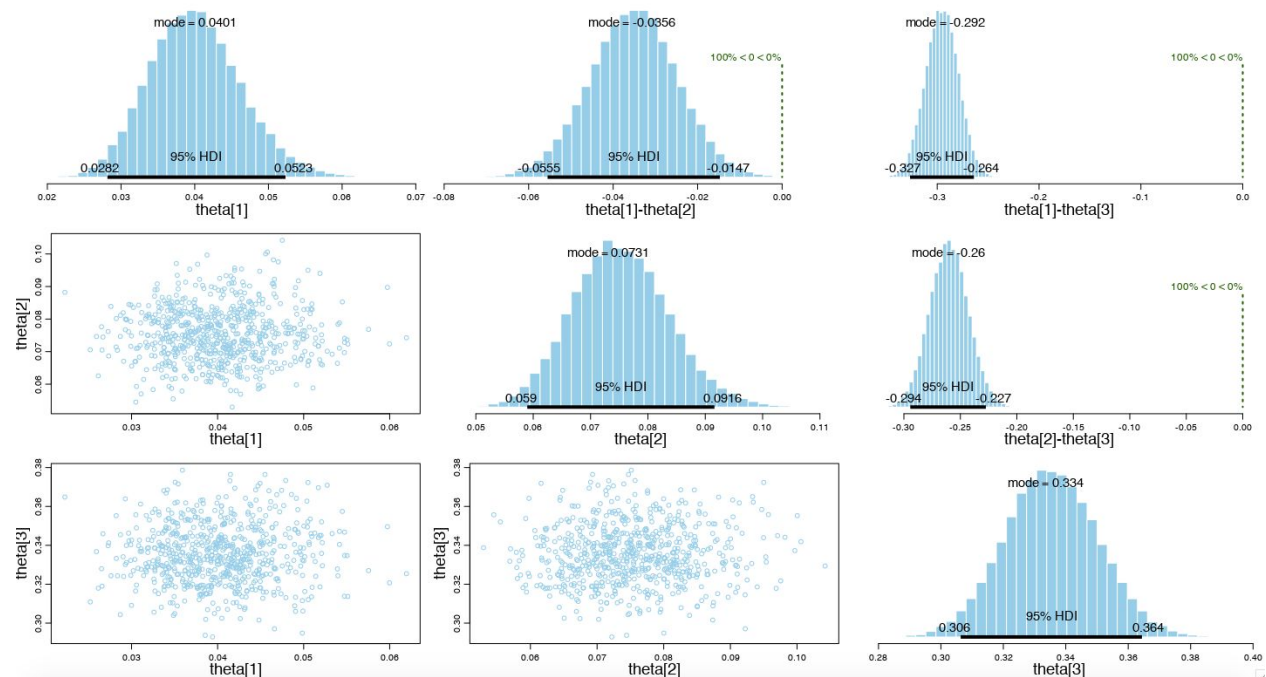 mode = 0.0401
95% HDI
0.0282 0.0523
0.02 0.03 0.04 0.05 0.06 0.07
theta[1]
mode = -0.0356
100% < 0 < 0%
95% HDI
-0.0555 -0.0147
-0.08 -0.06 -0.04 -0.02 0.00
theta[1]-theta[2]
mode = -0.292
100% < 0 < 0%
95% HDI
-0.327 -0.264
-0.3 -0.2 -0.1 0.0
theta[1]-theta[3]
theta[2]
0.10
0.09
0.08
0.07
0.06
0.03 0.04 0.05 0.06
theta[1]
mode = 0.0731
95% HDI
0.059 0.0916
0.05 0.06 0.07 0.08 0.09 0.10 0.11
theta[2]
mode = -0.26
100% < 0 < 0%
95% HDI
-0.294 -0.227
-0.30 -0.25 -0.20 -0.15 -0.10 -0.05 0.00
theta[2]-theta[3]
theta[3]
0.38
0.36
0.34
0.32
0.30
0.03 0.04 0.05 0.06
theta[1]
theta[3]
0.38
0.36
0.34
0.32
0.30
0.06 0.07 0.08 0.09 0.10
theta[2]
mode = 0.334
95% HDI
0.306 0.364
0.28 0.30 0.32 0.34 0.36 0.38 0.40
theta[3]